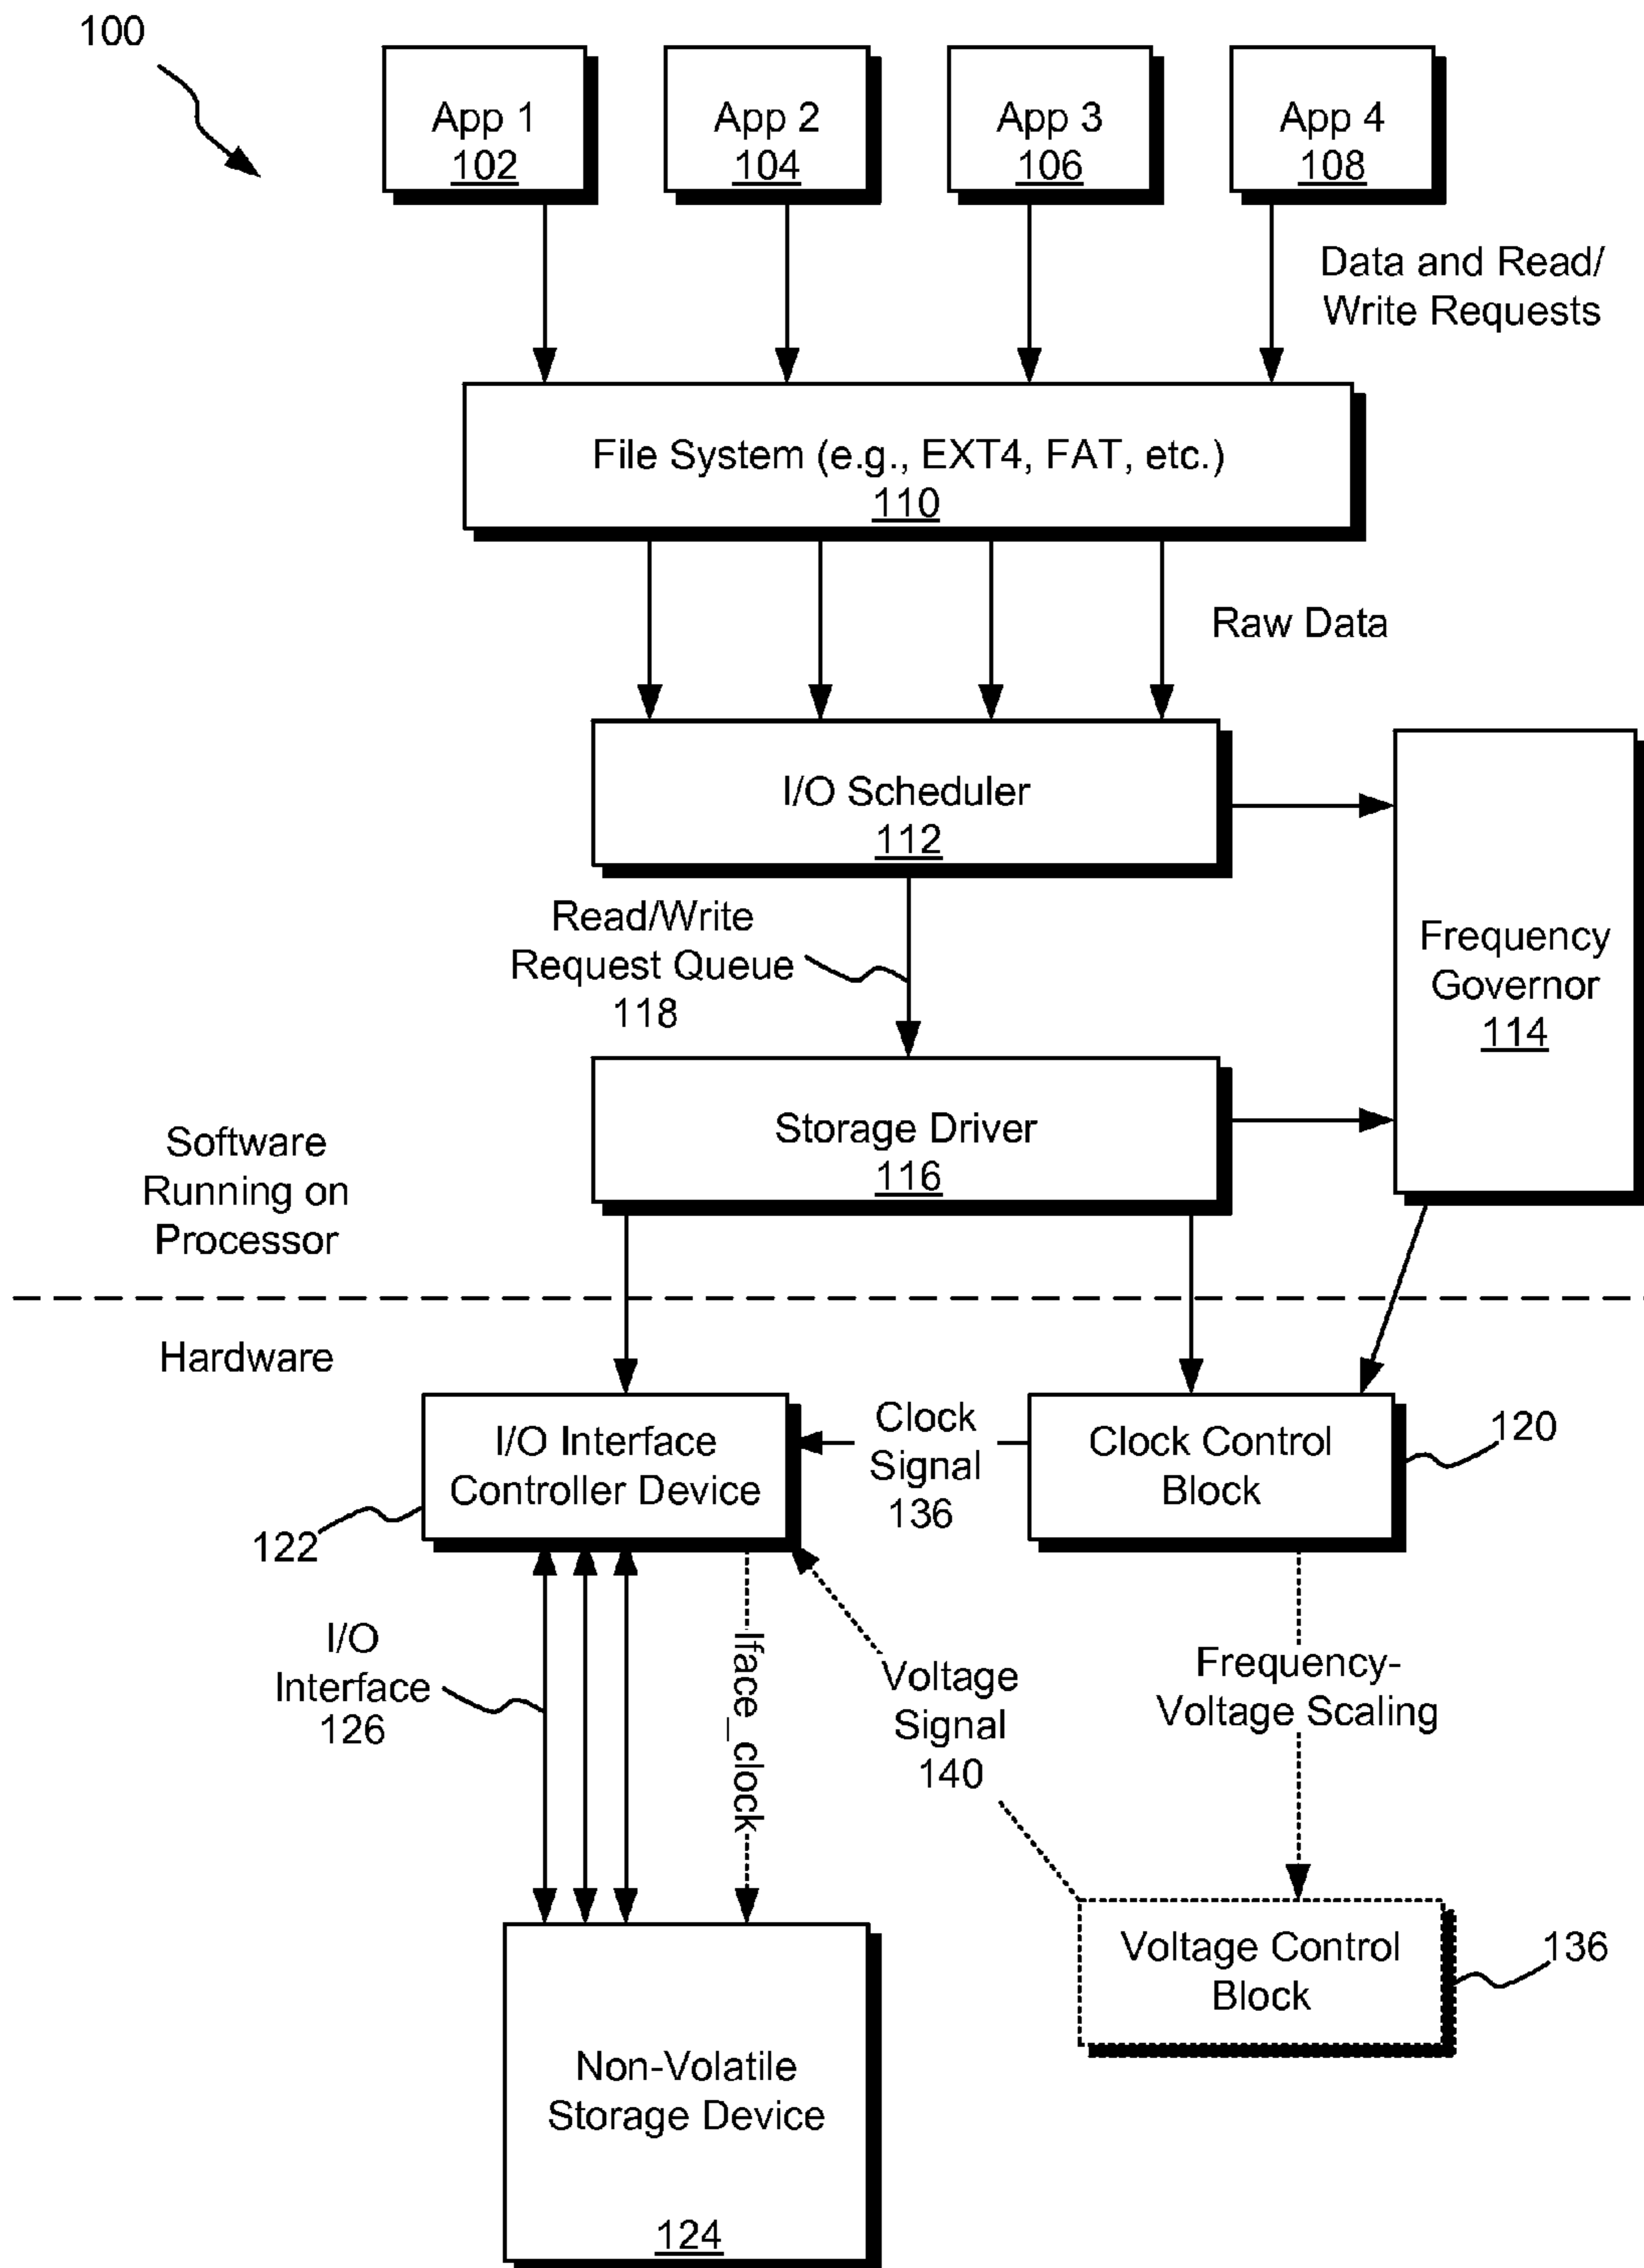 100
App 1
102
App 2
104
App 3
106
App 4
108
Data and Read/
Write Requests
File System (e.g., EXT4, FAT, etc.)
110
Raw Data
I/O Scheduler
112
Frequency
Governor
114
Read/Write
Request Queue
118
Storage Driver
116
Software
Running on
Processor
Hardware
I/O Interface
Controller Device
122
Clock
Signal
136
Clock Control
Block
120
I/O
Interface
126
Iface_clock
Voltage
Signal
140
Frequency-
Voltage Scaling
Voltage Control
Block
136
Non-Volatile
Storage Device
124